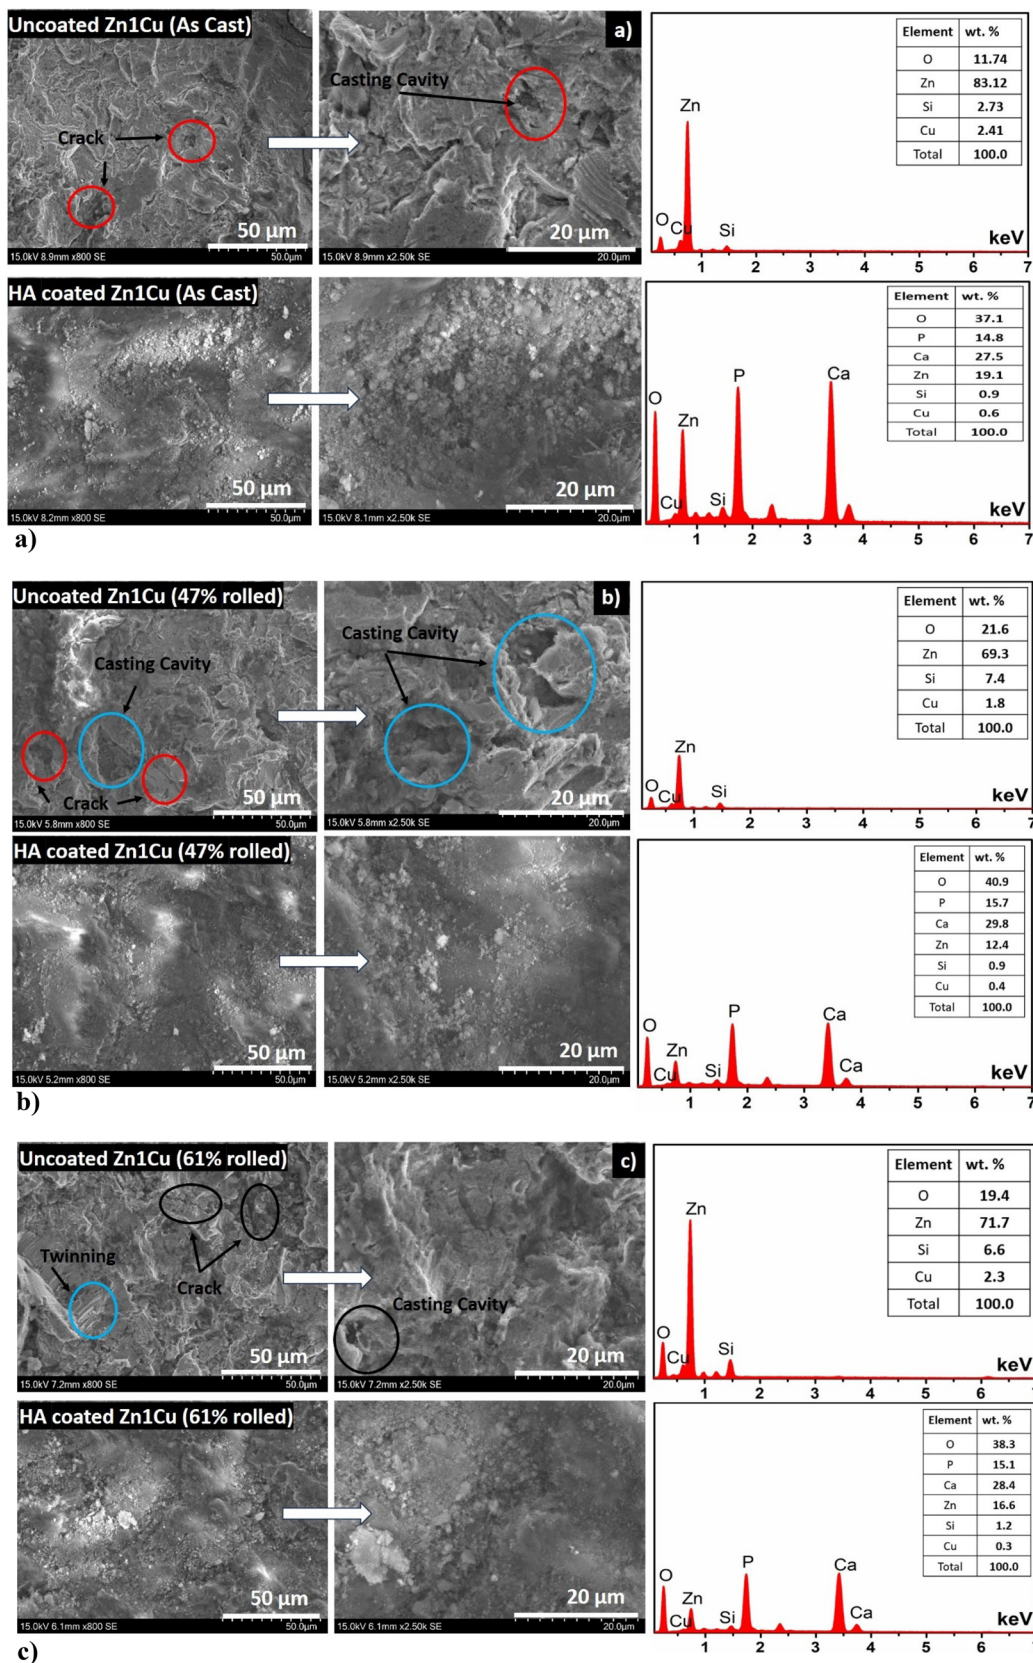 Uncoated Zn1Cu (As Cast)
Crack
50 µm
15.0kV 8.9mm x800 SE
50.0µm
a)
Casting Cavity
20 µm
15.0kV 8.9mm x2.50k SE
20.0µm
Element wt. %
O 11.74
Zn 83.12
Si 2.73
Cu 2.41
Total 100.0
Zn
O
Cu
Si
keV
1 2 3 4 5 6 7
HA coated Zn1Cu (As Cast)
50 µm
15.0kV 8.2mm x800 SE
50.0µm
20 µm
15.0kV 8.1mm x2.50k SE
20.0µm
Element wt. %
O 37.1
P 14.8
Ca 27.5
Zn 19.1
Si 0.9
Cu 0.6
Total 100.0
O
Zn
Cu
Si
P
Ca
keV
1 2 3 4 5 6 7
a)
Uncoated Zn1Cu (47% rolled)
Casting Cavity
Crack
50 µm
15.0kV 5.8mm x800 SE
50.0µm
b)
Casting Cavity
20 µm
15.0kV 5.8mm x2.50k SE
20.0µm
Element wt. %
O 21.6
Zn 69.3
Si 7.4
Cu 1.8
Total 100.0
Zn
O
Cu
Si
keV
1 2 3 4 5 6 7
HA coated Zn1Cu (47% rolled)
50 µm
15.0kV 5.2mm x800 SE
50.0µm
20 µm
15.0kV 5.2mm x2.50k SE
20.0µm
Element wt. %
O 40.9
P 15.7
Ca 29.8
Zn 12.4
Si 0.9
Cu 0.4
Total 100.0
O
Zn
Cu
Si
P
Ca
Ca
keV
1 2 3 4 5 6 7
b)
Uncoated Zn1Cu (61% rolled)
Twinning
Crack
50 µm
15.0kV 7.2mm x800 SE
50.0µm
c)
Casting Cavity
20 µm
15.0kV 7.2mm x2.50k SE
20.0µm
Element wt. %
O 19.4
Zn 71.7
Si 6.6
Cu 2.3
Total 100.0
Zn
O
Cu
Si
keV
1 2 3 4 5 6
HA coated Zn1Cu (61% rolled)
50 µm
15.0kV 6.1mm x800 SE
50.0µm
20 µm
15.0kV 6.1mm x2.50k SE
20.0µm
Element wt. %
O 38.3
P 15.1
Ca 28.4
Zn 16.6
Si 1.2
Cu 0.3
Total 100.0
O
Zn
Cu
Si
P
Ca
Ca
keV
1 2 3 4 5 6
c)